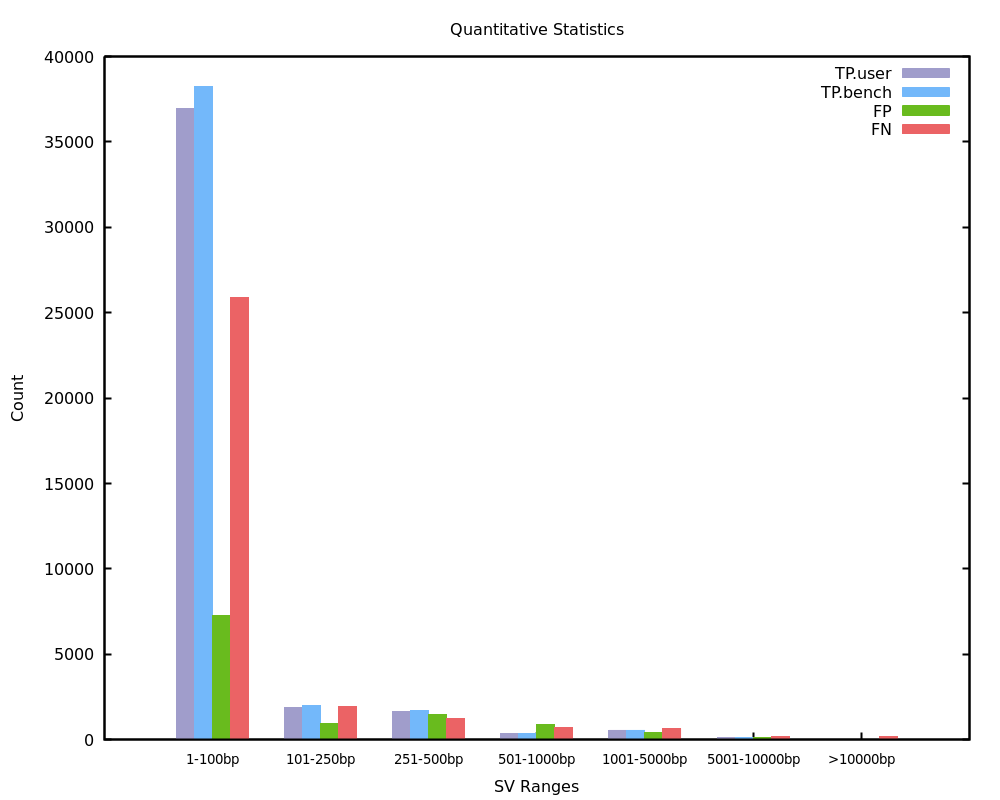 Quantitative Statistics
40000
35000
30000
25000
20000
15000
10000
5000
0
Count
TP.user
TP.bench
FP
FN
1-100bp 101-250bp 251-500bp 501-1000bp 1001-5000bp 5001-10000bp >10000bp
SV Ranges